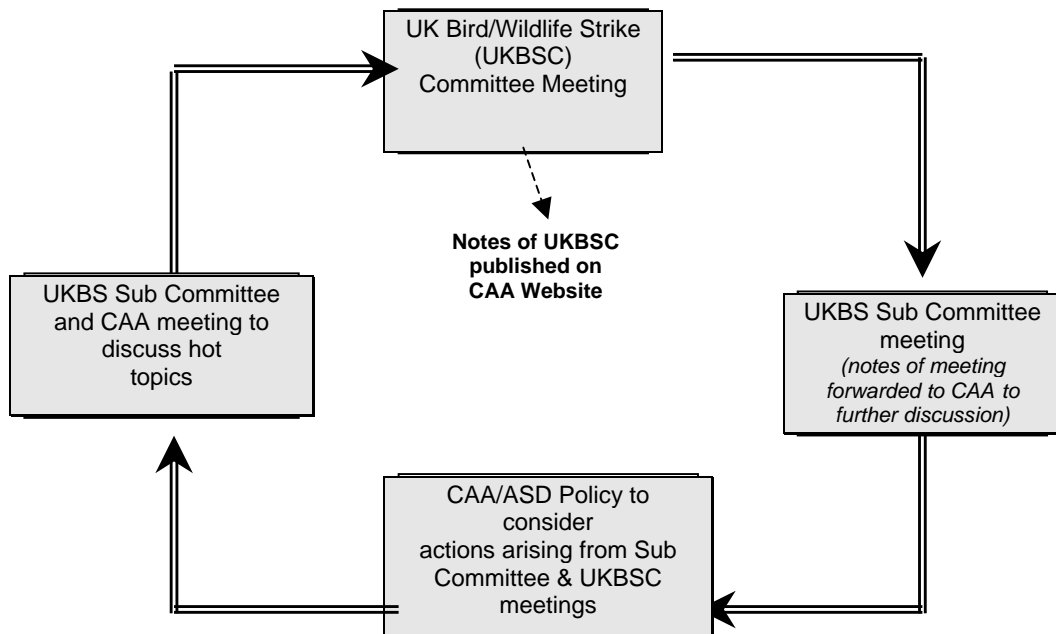 UK Bird/Wildlife Strike
(UKBSC)
Committee Meeting
Notes of UKBSC
published on
CAA Website
UKBS Sub Committee
and CAA meeting to
discuss hot
topics
UKBS Sub Committee
meeting
(notes of meeting
forwarded to CAA to
further discussion)
CAA/ASD Policy to
consider
actions arising from Sub
Committee & UKBSC
meetings